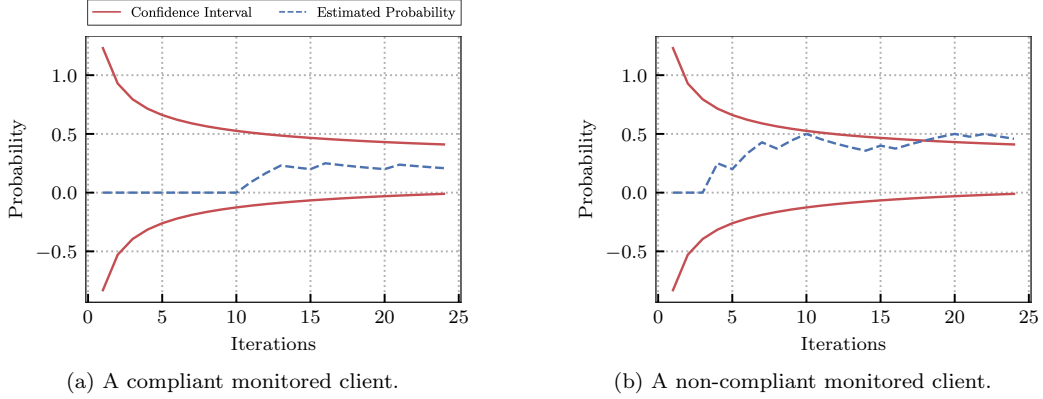 Confidence Interval Estimated Probability
1.0
0.5
0.0
−0.5
Probability
0 5 10 15 20 25
Iterations
(a) A compliant monitored client.
1.0
0.5
0.0
−0.5
Probability
0 5 10 15 20 25
Iterations
(b) A non-compliant monitored client.